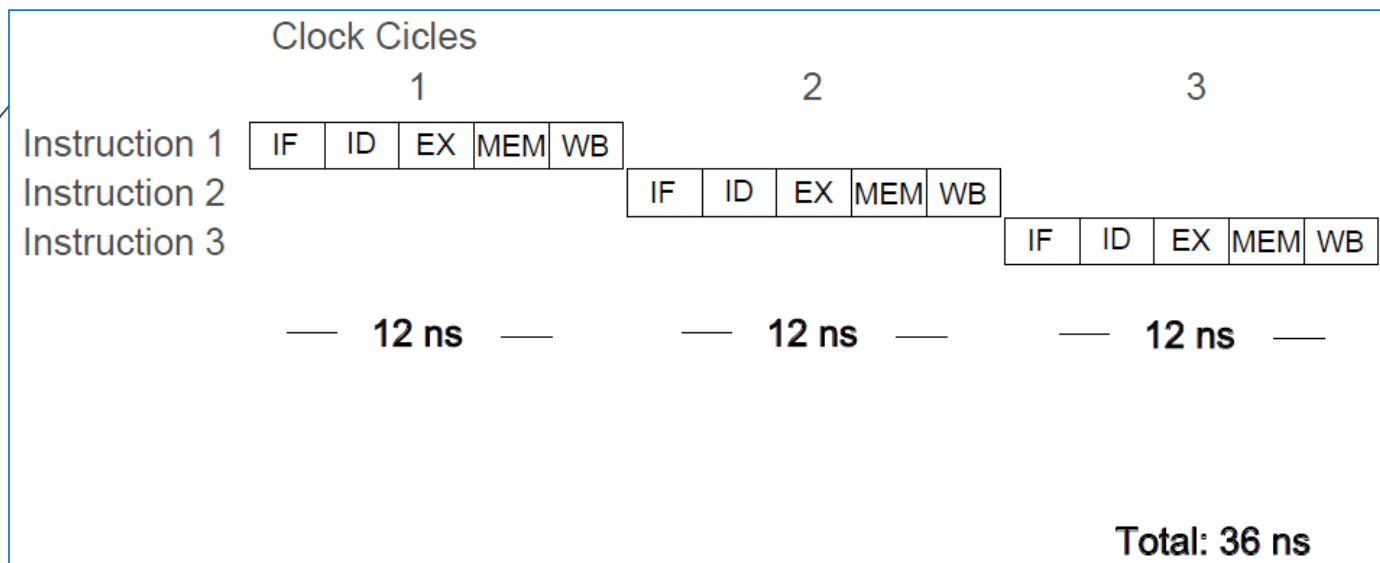 Clock Cicles
1 2 3
Instruction 1 IF ID EX MEM WB
Instruction 2 IF ID EX MEM WB
Instruction 3 IF ID EX MEM WB
12 ns 12 ns 12 ns
Total: 36 ns